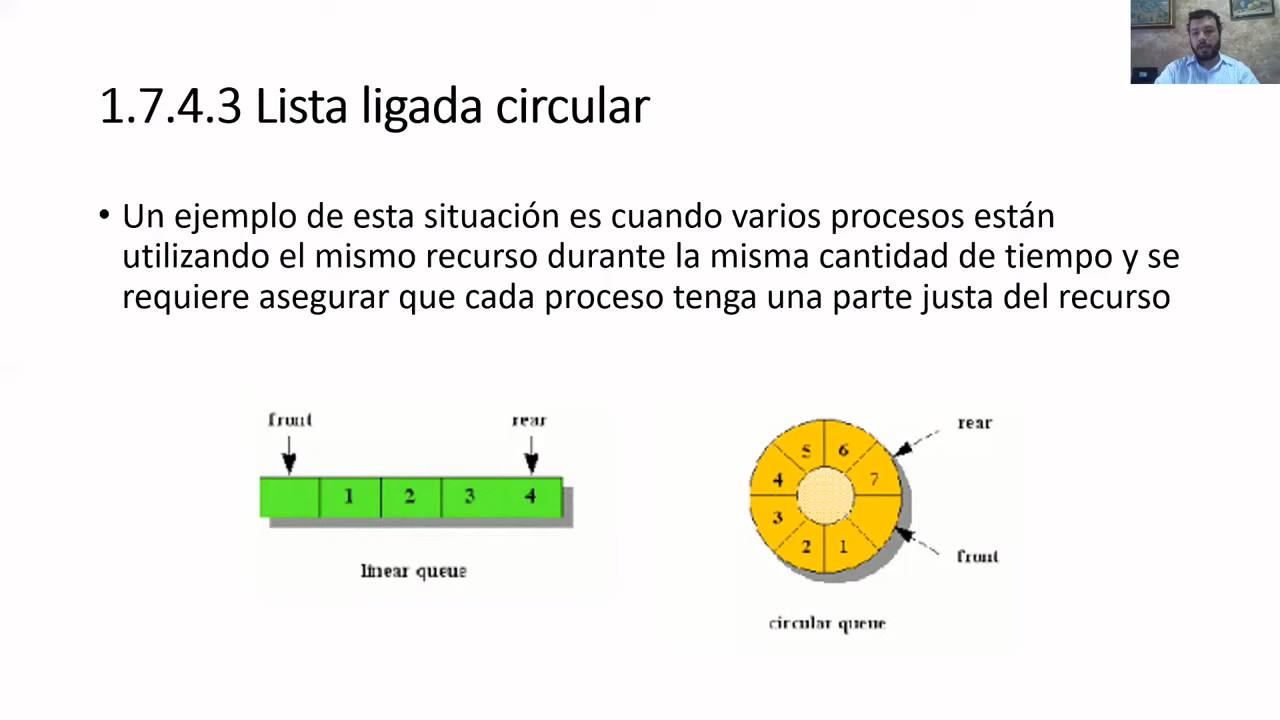 1.7.4.3 Lista ligada circular
• Un ejemplo de esta situación es cuando varios procesos están
utilizando el mismo recurso durante la misma cantidad de tiempo y se
requiere asegurar que cada proceso tenga una parte justa del recurso
front rear
1 2 3 4
linear queue
rear
5 6
4 7
3
2 1
front
circular queue